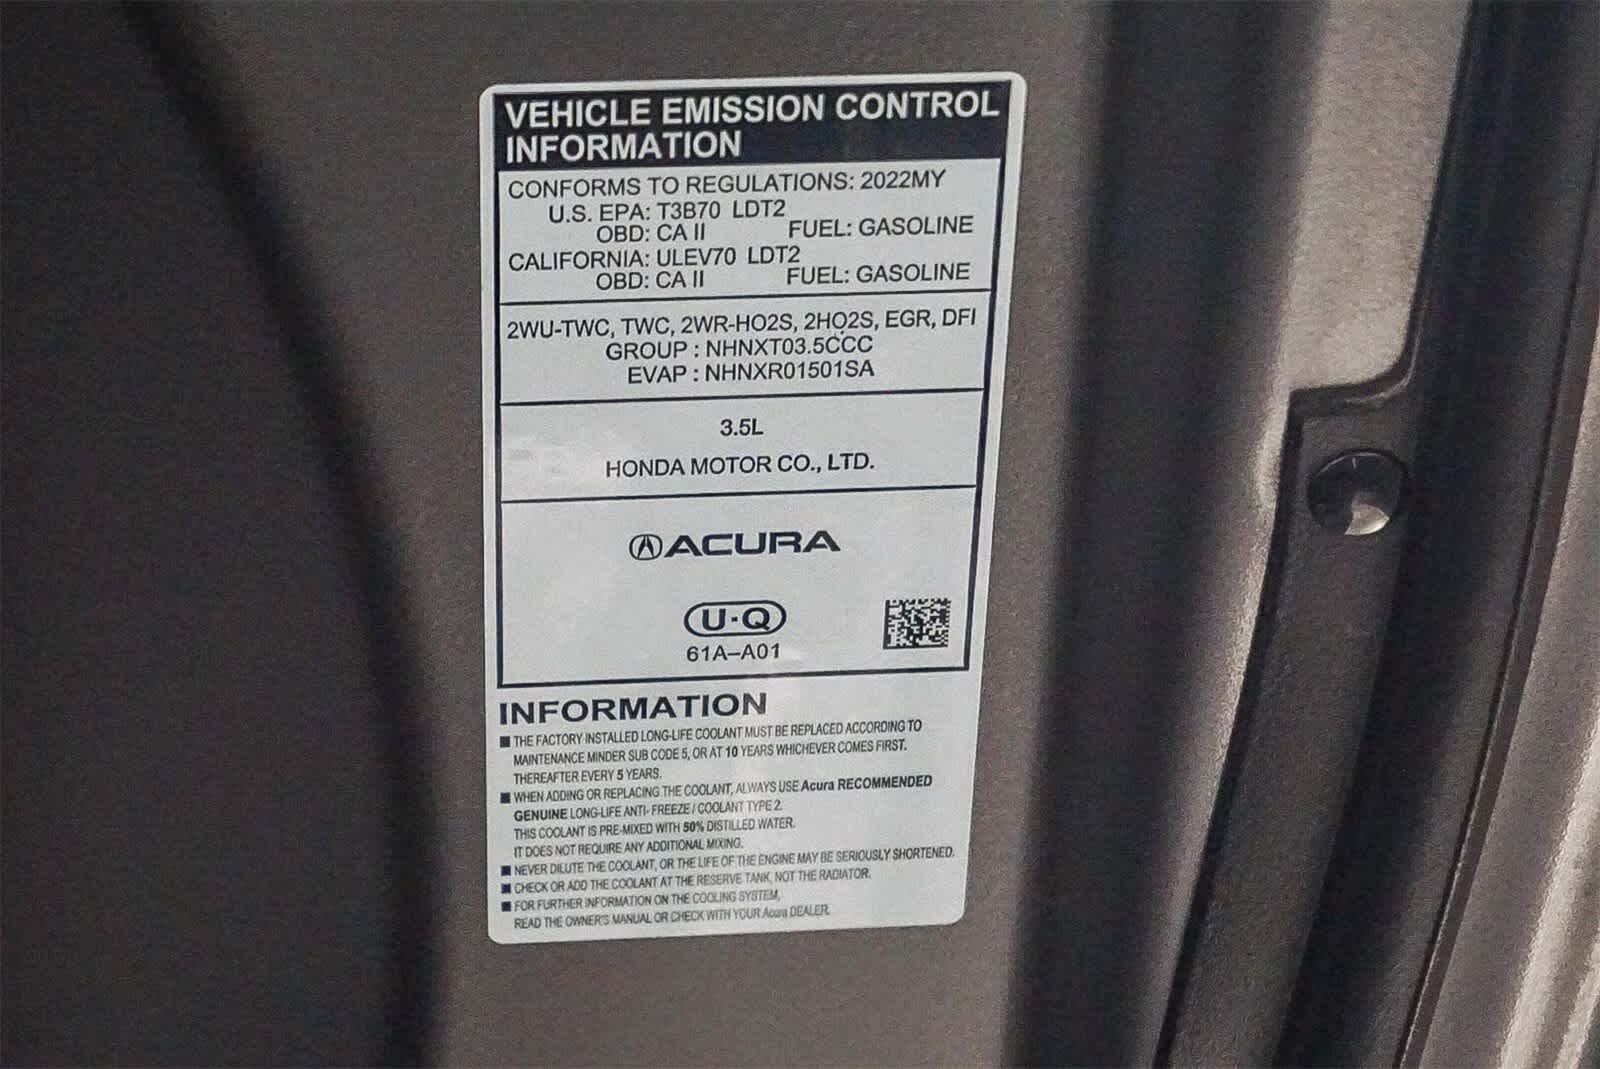 VEHICLE EMISSION CONTROL
INFORMATION
CONFORMS TO REGULATIONS: 2022MY
U.S. EPA: T3B70 LDT2
OBD: CA II FUEL: GASOLINE
CALIFORNIA: ULEV70 LDT2
OBD: CA II FUEL: GASOLINE
2WU-TWC, TWC, 2WR-HO2S, 2HO2S, EGR, DFI
GROUP : NHNXT03.5CCC
EVAP : NHNXR01501SA
3.5L
HONDA MOTOR CO., LTD.
ACURA
U·Q
61A–A01
INFORMATION
■ THE FACTORY-INSTALLED LONG-LIFE COOLANT MUST BE REPLACED ACCORDING TO
MAINTENANCE MINDER SUB CODE 5, OR AT 10 YEARS WHICHEVER COMES FIRST.
THEREAFTER EVERY 5 YEARS.
■ WHEN ADDING OR REPLACING THE COOLANT, ALWAYS USE Acura RECOMMENDED
GENUINE LONG-LIFE ANTI- FREEZE / COOLANT TYPE 2.
THIS COOLANT IS PRE-MIXED WITH 50% DISTILLED WATER.
IT DOES NOT REQUIRE ANY ADDITIONAL MIXING.
■ NEVER DILUTE THE COOLANT, OR THE LIFE OF THE ENGINE MAY BE SERIOUSLY SHORTENED.
■ CHECK OR ADD THE COOLANT AT THE RESERVE TANK, NOT THE RADIATOR.
■ FOR FURTHER INFORMATION ON THE COOLING SYSTEM,
READ THE OWNER'S MANUAL OR CHECK WITH YOUR Acura DEALER.